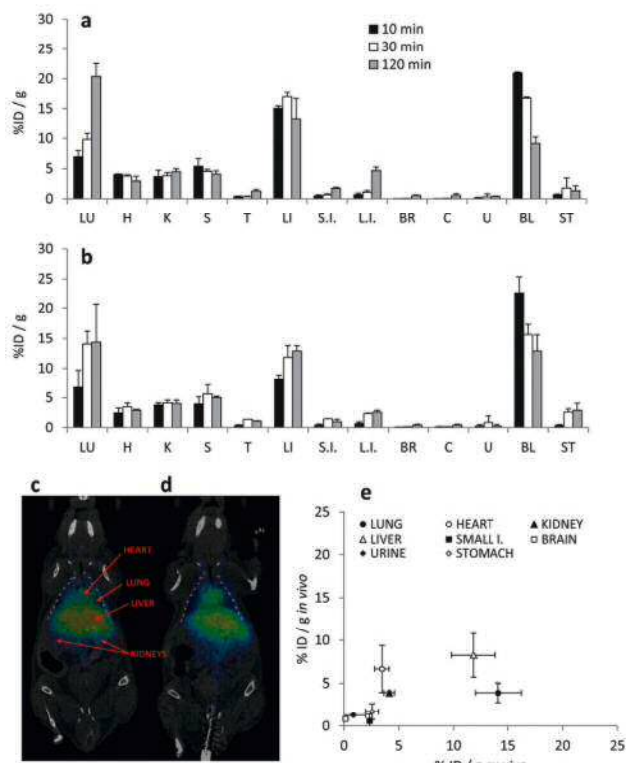 a
10 min
30 min
120 min
30
25
20
15
10
5
0
%ID / g
LU H K S T LI S.I. L.I. BR C U BL ST
b
30
25
20
15
10
5
0
%ID / g
LU H K S T LI S.I. L.I. BR C U BL ST
c d
HEART
LUNG
LIVER
KIDNEYS
e
25
20
15
10
5
0
% ID / g in vivo
LUNG HEART KIDNEY
LIVER SMALL I. BRAIN
URINE STOMACH
0 5 10 15 20 25
% ID / g